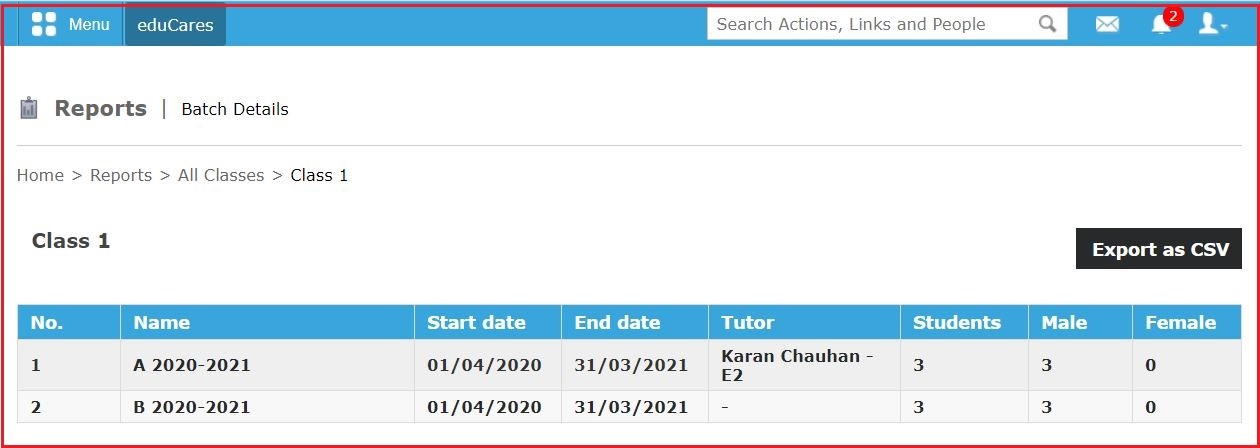 Menu eduCares Search Actions, Links and People 2
Reports | Batch Details
Home > Reports > All Classes > Class 1
Class 1
Export as CSV
No. Name Start date End date Tutor Students Male Female
1 A 2020-2021 01/04/2020 31/03/2021 Karan Chauhan - 3 3 0
E2
2 B 2020-2021 01/04/2020 31/03/2021 - 3 3 0